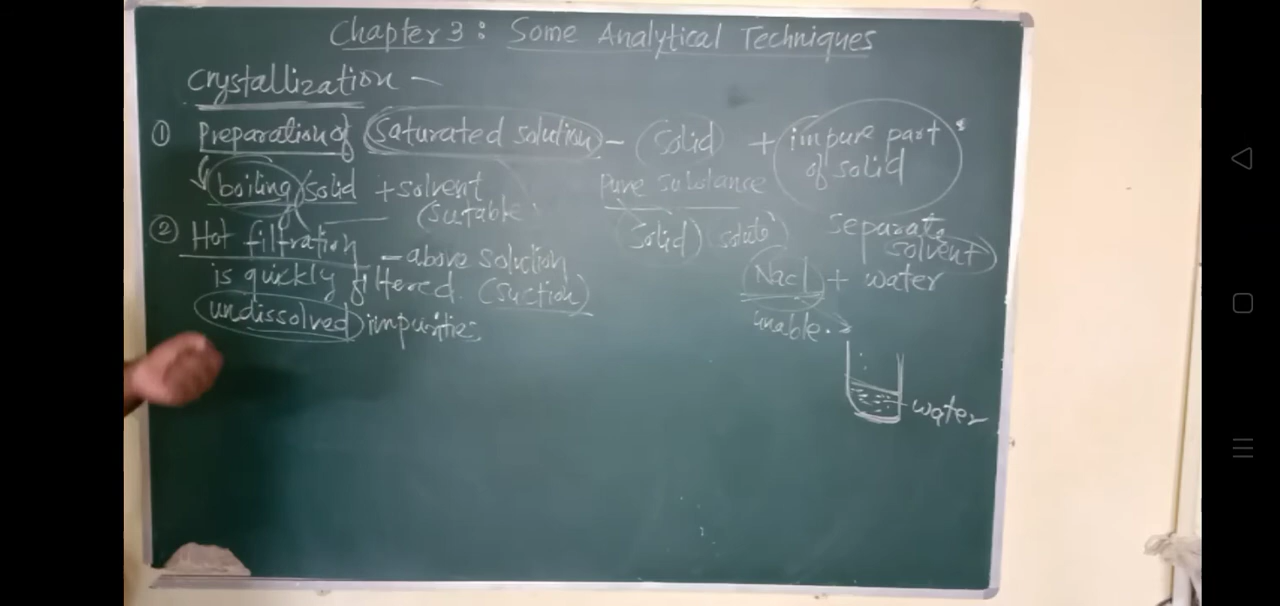 Chapter 3 : Some Analytical Techniques
Crystallization –
① Preparation of Saturated solution – Solid + impure part
of solid
boiling solid + solvent
(sutable
Pure substance
Solid (solute)
separate
solvent
② Hot filtration – above solution
is quickly filtered. (suction)
undissolved impurities
NaCl + water
unable.
water